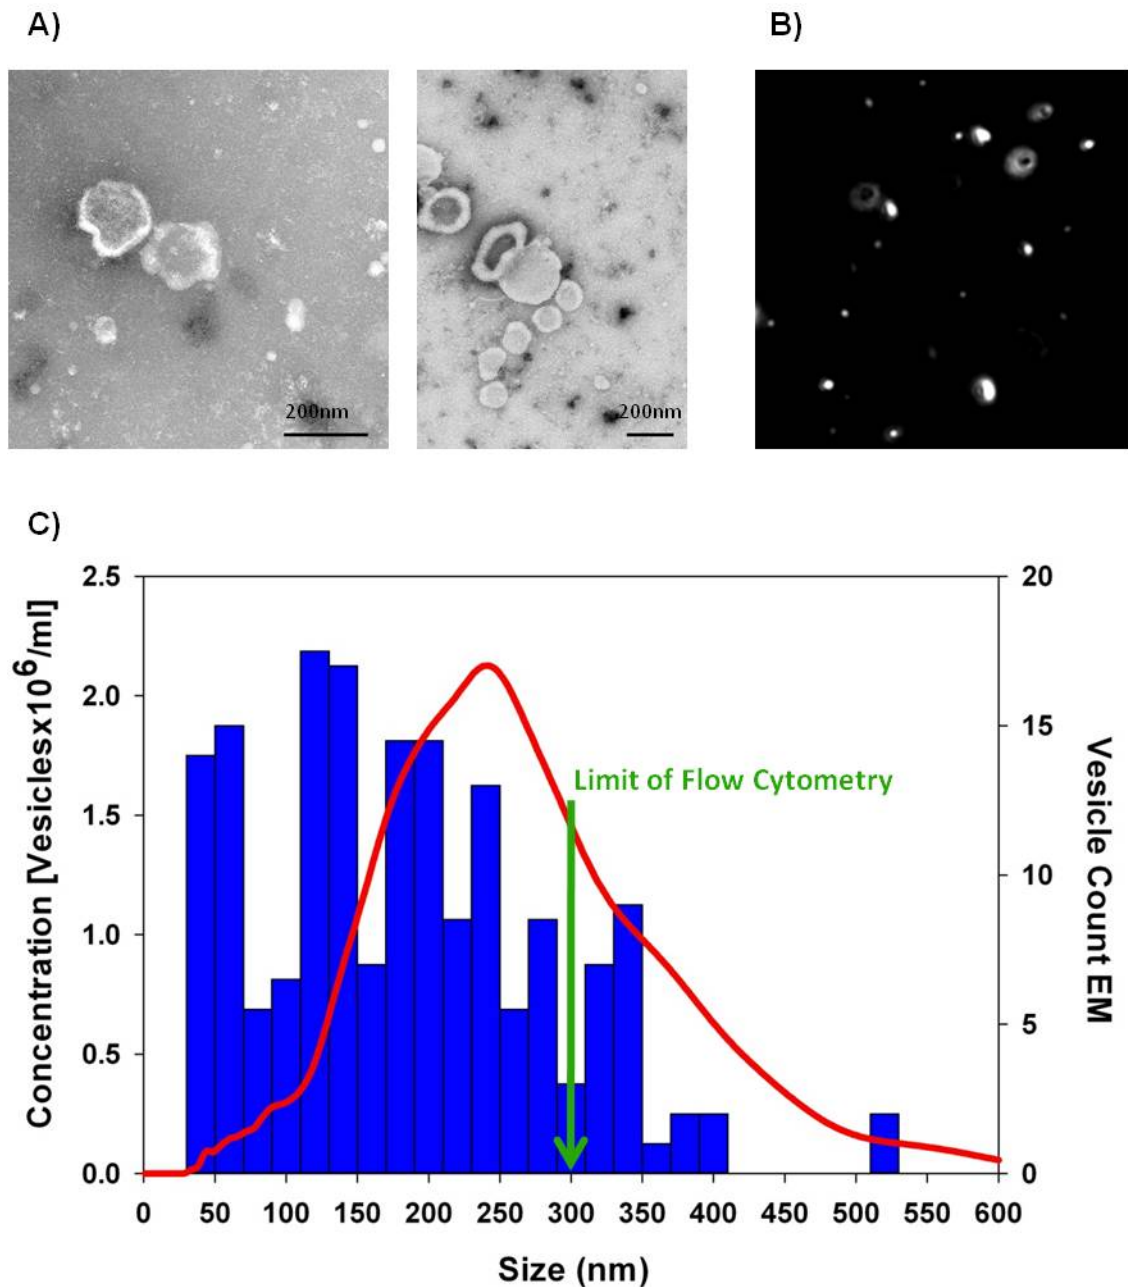 A)
B)
200nm
200nm
C)
2.5
2.0
1.5
1.0
0.5
0.0
Concentration [Vesiclesx10⁶/ml]
Limit of Flow Cytometry
20
15
10
5
0
Vesicle Count EM
0 50 100 150 200 250 300 350 400 450 500 550 600
Size (nm)